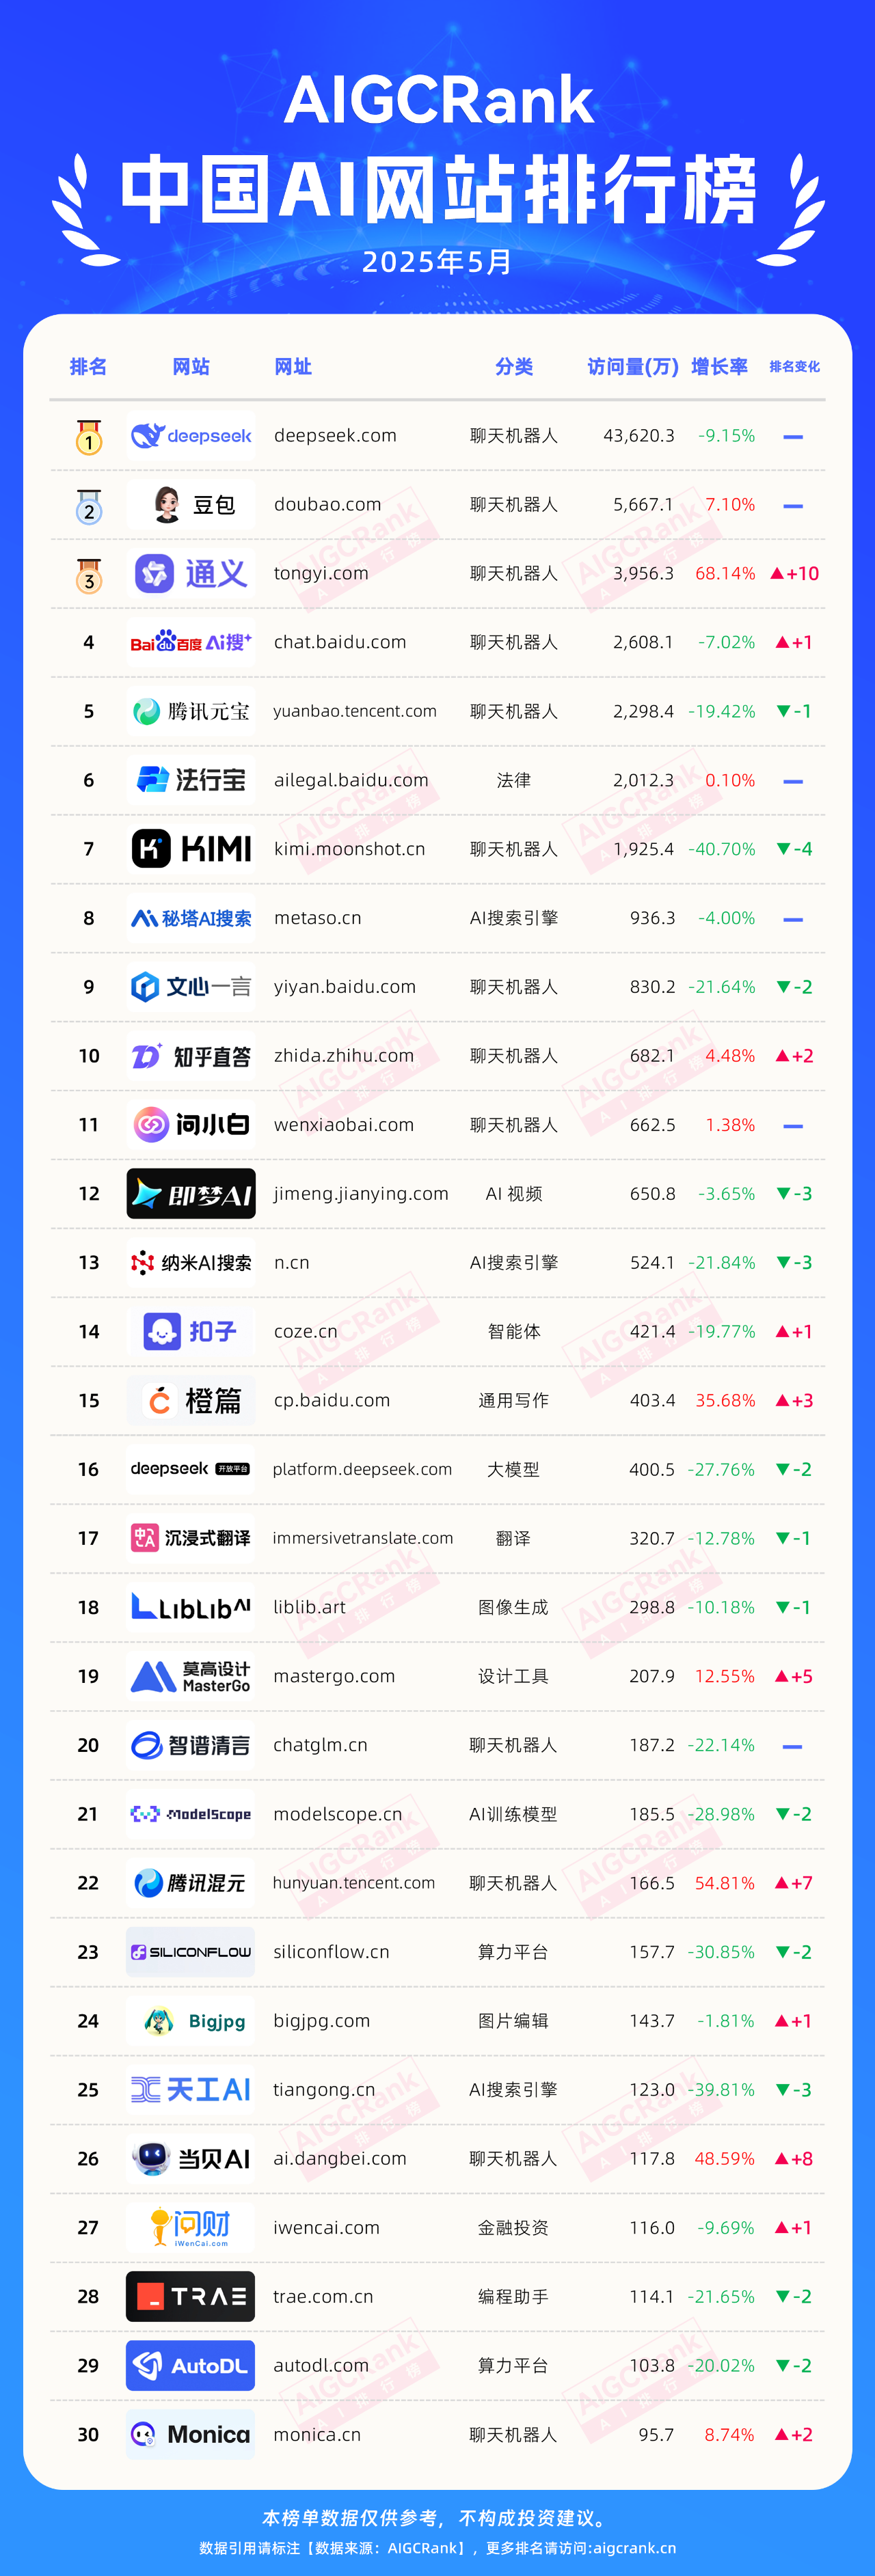 AIGCRank
中国AI网站排行榜
2025年5月
排名 网站 网址 分类 访问量(万) 增长率 排名变化
1 deepseek deepseek.com 聊天机器人 43,620.3 -9.15% —
2 豆包 doubao.com 聊天机器人 5,667.1 7.10% —
3 通义 tongyi.com 聊天机器人 3,956.3 68.14% ▲+10
4 Bai du 百度 Ai搜+ chat.baidu.com 聊天机器人 2,608.1 -7.02% ▲+1
5 腾讯元宝 yuanbao.tencent.com 聊天机器人 2,298.4 -19.42% ▼-1
6 法行宝 ailegal.baidu.com 法律 2,012.3 0.10% —
7 KIMI kimi.moonshot.cn 聊天机器人 1,925.4 -40.70% ▼-4
8 秘塔AI搜索 metaso.cn AI搜索引擎 936.3 -4.00% —
9 文心一言 yiyan.baidu.com 聊天机器人 830.2 -21.64% ▼-2
10 知乎直答 zhida.zhihu.com 聊天机器人 682.1 4.48% ▲+2
11 问小白 wenxiaobai.com 聊天机器人 662.5 1.38% —
12 即梦AI jimeng.jianying.com AI 视频 650.8 -3.65% ▼-3
13 纳米AI搜索 n.cn AI搜索引擎 524.1 -21.84% ▼-3
14 扣子 coze.cn 智能体 421.4 -19.77% ▲+1
15 橙篇 cp.baidu.com 通用写作 403.4 35.68% ▲+3
16 deepseek 开放平台 platform.deepseek.com 大模型 400.5 -27.76% ▼-2
17 沉浸式翻译 immersivetranslate.com 翻译 320.7 -12.78% ▼-1
18 LibLibAI liblib.art 图像生成 298.8 -10.18% ▼-1
19 莫高设计 MasterGo mastergo.com 设计工具 207.9 12.55% ▲+5
20 智谱清言 chatglm.cn 聊天机器人 187.2 -22.14% —
21 ModelScope modelscope.cn AI训练模型 185.5 -28.98% ▼-2
22 腾讯混元 hunyuan.tencent.com 聊天机器人 166.5 54.81% ▲+7
23 SILICONFLOW siliconflow.cn 算力平台 157.7 -30.85% ▼-2
24 Bigjpg bigjpg.com 图片编辑 143.7 -1.81% ▲+1
25 天工AI tiangong.cn AI搜索引擎 123.0 -39.81% ▼-3
26 当贝AI ai.dangbei.com 聊天机器人 117.8 48.59% ▲+8
27 问财 iWenCai.com iwencai.com 金融投资 116.0 -9.69% ▲+1
28 TRAE trae.com.cn 编程助手 114.1 -21.65% ▼-2
29 AutoDL autodl.com 算力平台 103.8 -20.02% ▼-2
30 Monica monica.cn 聊天机器人 95.7 8.74% ▲+2
本榜单数据仅供参考，不构成投资建议。
数据引用请标注【数据来源：AIGCRank】，更多排名请访问:aigcrank.cn